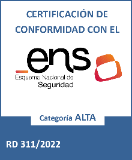 CERTIFICACIÓN DE
CONFORMIDAD CON EL
ens
Esquema Nacional de
Seguridad
Categoría ALTA
RD 311/2022